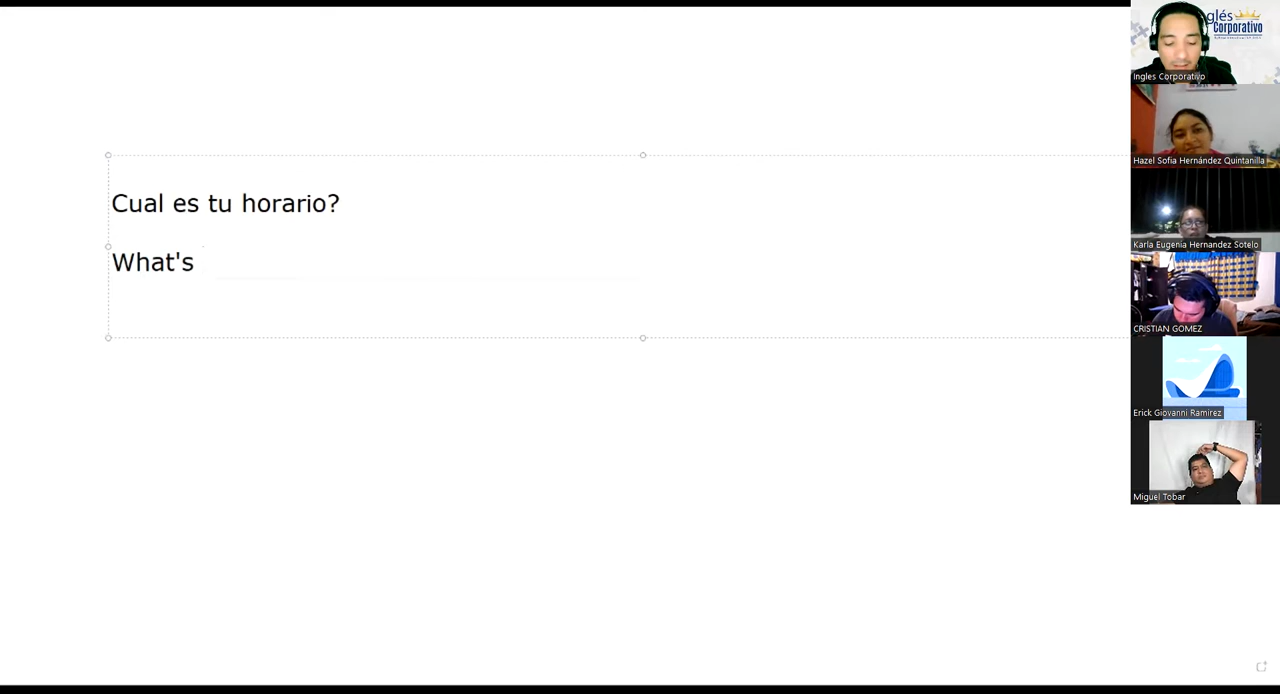 Cual es tu horario?
What's
glés
Corporativo
Ingles Corporativo
Hazel Sofia Hernández Quintanilla
Karla Eugenia Hernandez Sotelo
CRISTIAN GOMEZ
Erick Giovanni Ramirez
Miguel Tobar